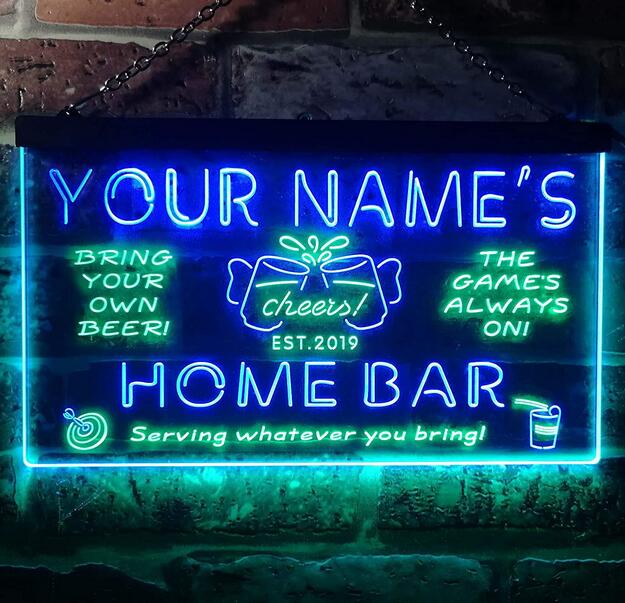 YOUR NAME'S
BRING
YOUR
OWN
BEER!
cheers!
EST.2019
THE
GAME'S
ALWAYS
ON!
HOME BAR
Serving whatever you bring!